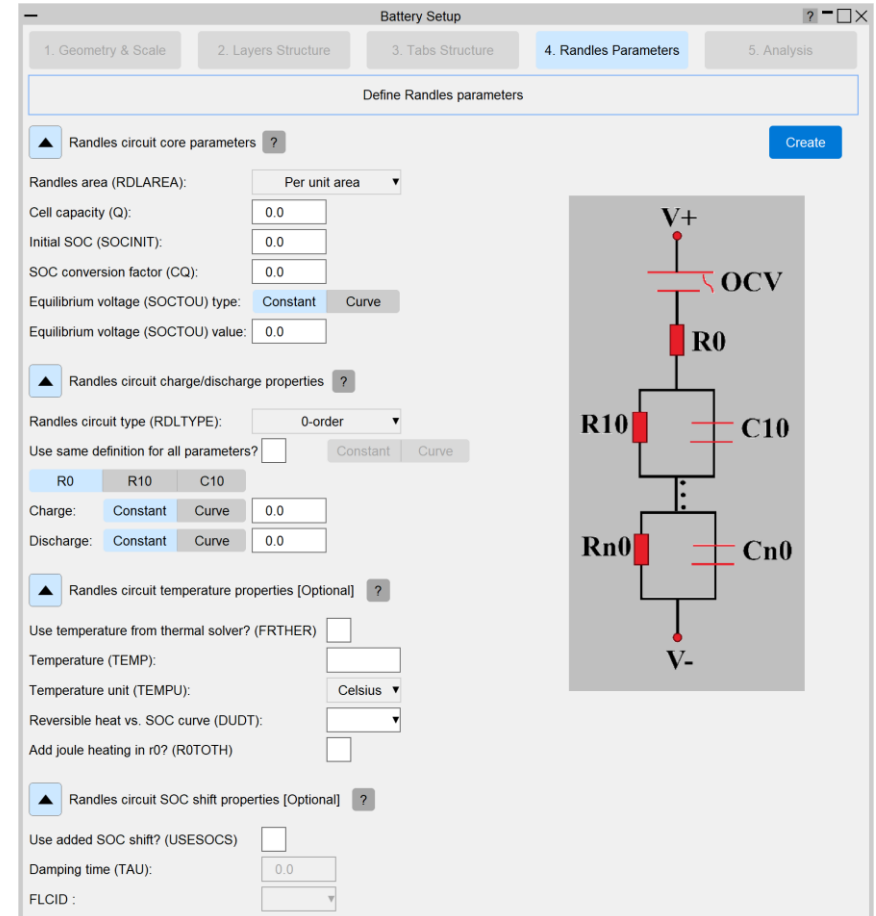 Battery Setup ?
1. Geometry & Scale 2. Layers Structure 3. Tabs Structure 4. Randles Parameters 5. Analysis
Define Randles parameters
Randles circuit core parameters ? Create
Randles area (RDLAREA): Per unit area
Cell capacity (Q): 0.0
Initial SOC (SOCINIT): 0.0
SOC conversion factor (CQ): 0.0
Equilibrium voltage (SOCTOU) type: Constant Curve
Equilibrium voltage (SOCTOU) value: 0.0
Randles circuit charge/discharge properties ?
Randles circuit type (RDLTYPE): 0-order
Use same definition for all parameters? Constant Curve
R0 R10 C10
Charge: Constant Curve 0.0
Discharge: Constant Curve 0.0
Randles circuit temperature properties [Optional] ?
Use temperature from thermal solver? (FRTHER)
Temperature (TEMP):
Temperature unit (TEMPU): Celsius
Reversible heat vs. SOC curve (DUDT):
Add joule heating in r0? (R0TOTH)
Randles circuit SOC shift properties [Optional] ?
Use added SOC shift? (USESOCS)
Damping time (TAU): 0.0
FLCID :
V+
OCV
R0
R10 C10
Rn0 Cn0
V-